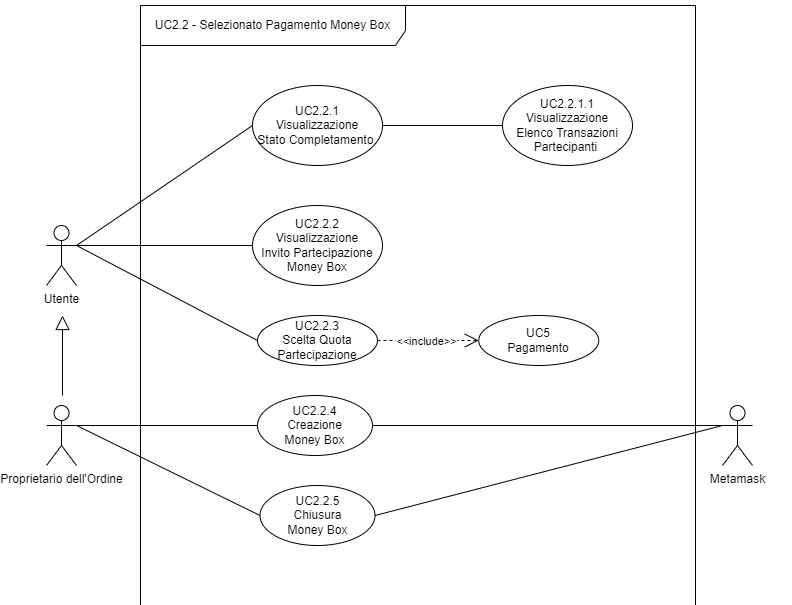 UC2.2 - Selezionato Pagamento Money Box
UC2.2.1
Visualizzazione
Stato Completamento
UC2.2.1.1
Visualizzazione
Elenco Transazioni
Partecipanti
UC2.2.2
Visualizzazione
Invito Partecipazione
Money Box
Utente
UC2.2.3
Scelta Quota
Partecipazione
<<include>>
UC5
Pagamento
UC2.2.4
Creazione
Money Box
Proprietario dell'Ordine
Metamask
UC2.2.5
Chiusura
Money Box